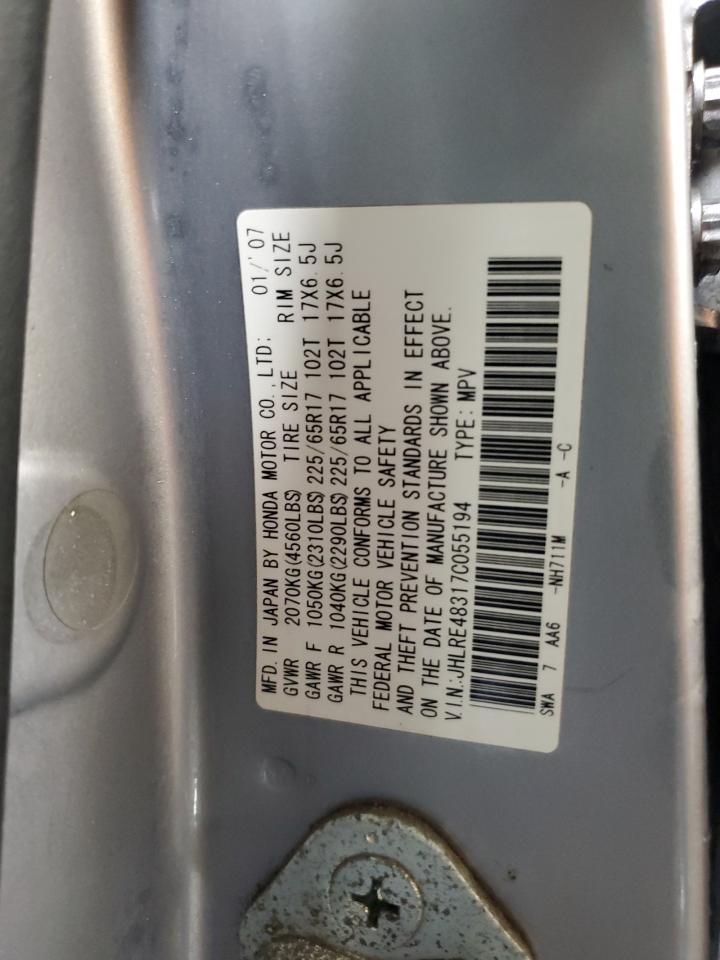 MFD. IN JAPAN BY HONDA MOTOR CO., LTD: 01/'07
GVWR 2070KG(4560LBS) TIRE SIZE RIM SIZE
GAWR F 1050KG(2310LBS) 225/65R17 102T 17X6.5J
GAWR R 1040KG(2290LBS) 225/65R17 102T 17X6.5J
THIS VEHICLE CONFORMS TO ALL APPLICABLE
FEDERAL MOTOR VEHICLE SAFETY
AND THEFT PREVENTION STANDARDS IN EFFECT
ON THE DATE OF MANUFACTURE SHOWN ABOVE.
V.I.N.:JHLRE48317C055194 TYPE: MPV
SWA 7 AA6 -NH711M -A -C